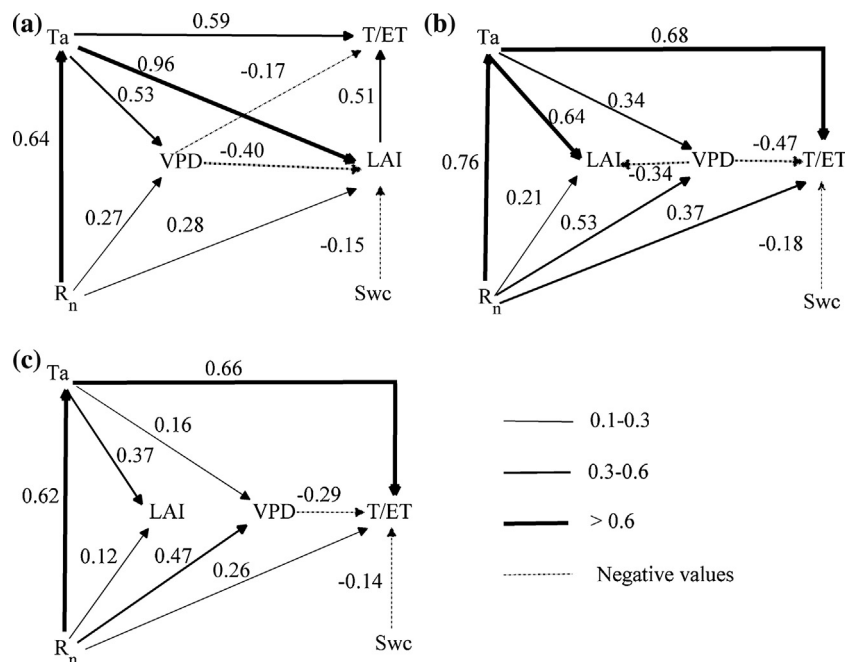 (a)
Ta 0.59 T/ET
0.96 -0.17
0.53 0.51
0.64
VPD -0.40 LAI
0.27 0.28
-0.15
Rn Swc
(b)
Ta 0.68
0.64 0.34
-0.47
0.76 LAI -0.34 VPD T/ET
0.21 0.53 0.37
-0.18
Rn Swc
(c)
Ta 0.66
0.16
0.37
0.62 LAI VPD -0.29 T/ET
0.12 0.47 0.26
-0.14
Rn Swc
0.1-0.3
0.3-0.6
> 0.6
Negative values